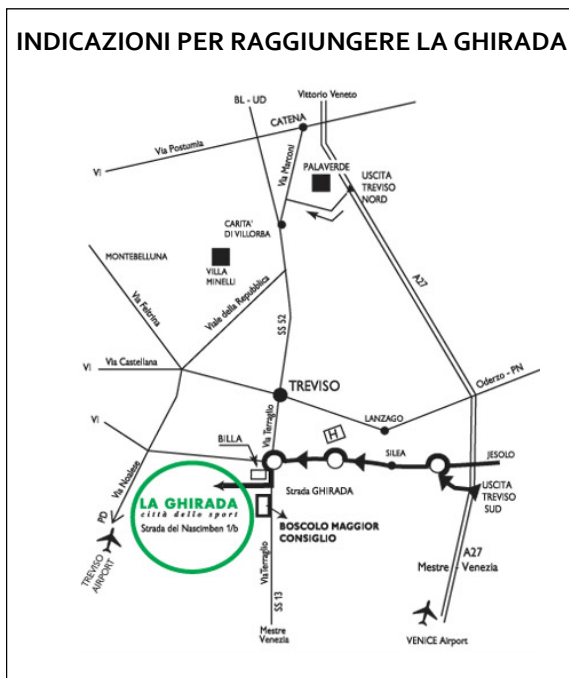 INDICAZIONI PER RAGGIUNGERE LA GHIRADA
BL - UD
Vittorio Veneto
CATENA
Via Postumia
VI
Via Marconi
PALAVERDE
USCITA
TREVISO
NORD
CARITA'
DI VILLORBA
MONTEBELLUNA
VILLA
MINELLI
Viale della Repubblica
A27
Via Feltrina
SS 52
VI
Via Castellana
TREVISO
Oderzo - PN
LANZAGO
VI
Via Terraglio
H
BILLA
SILEA
JESOLO
Via Noalese
Strada GHIRADA
USCITA
TREVISO
SUD
LA GHIRADA
città dello sport
Strada del Nascimben 1/b
BOSCOLO MAGGIOR
CONSIGLIO
PD
TREVISO
AIRPORT
Via Terraglio
SS 13
A27
Mestre - Venezia
Mestre
Venezia
VENICE Airport